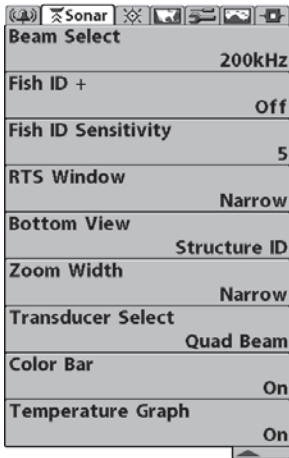 Sonar
Beam Select
200kHz
Fish ID +
Off
Fish ID Sensitivity
5
RTS Window
Narrow
Bottom View
Structure ID
Zoom Width
Narrow
Transducer Select
Quad Beam
Color Bar
On
Temperature Graph
On